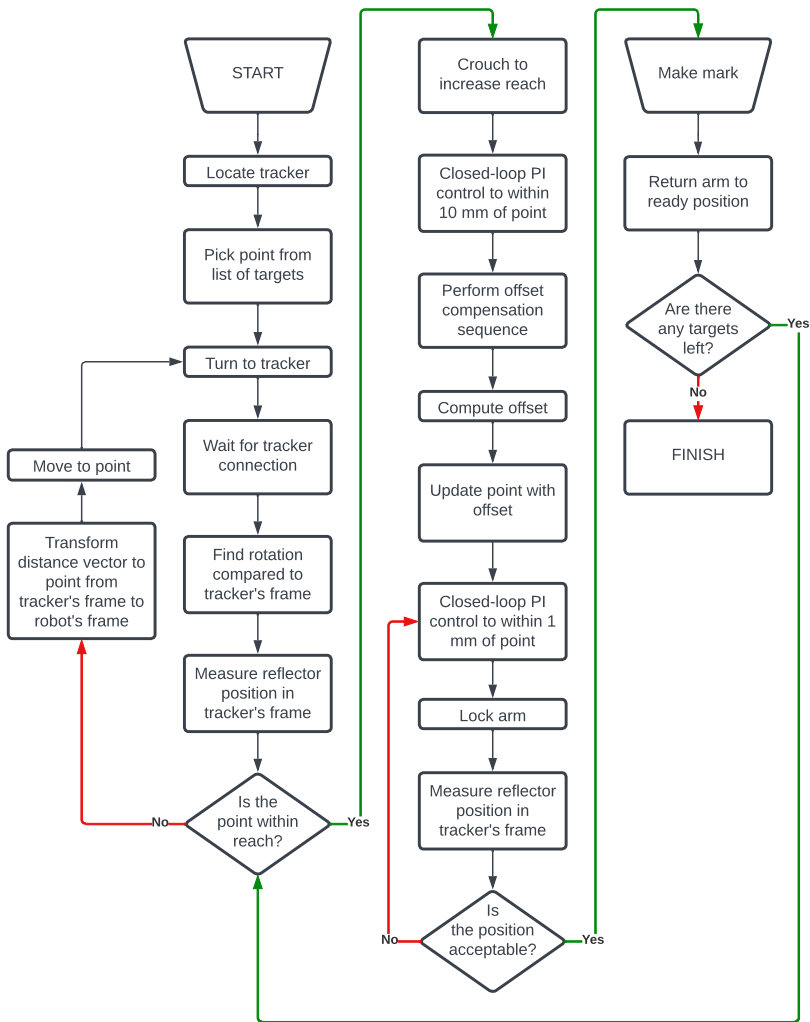 START
Locate tracker
Pick point from
list of targets
Turn to tracker
Wait for tracker
connection
Find rotation
compared to
tracker's frame
Measure reflector
position in
tracker's frame
Is the
point within
reach?
No
Yes
Transform
distance vector to
point from
tracker's frame to
robot's frame
Move to point
Crouch to
increase reach
Closed-loop PI
control to within
10 mm of point
Perform offset
compensation
sequence
Compute offset
Update point with
offset
Closed-loop PI
control to within 1
mm of point
Lock arm
Measure reflector
position in
tracker's frame
Is
the position
acceptable?
No
Yes
Make mark
Return arm to
ready position
Are there
any targets
left?
Yes
No
FINISH